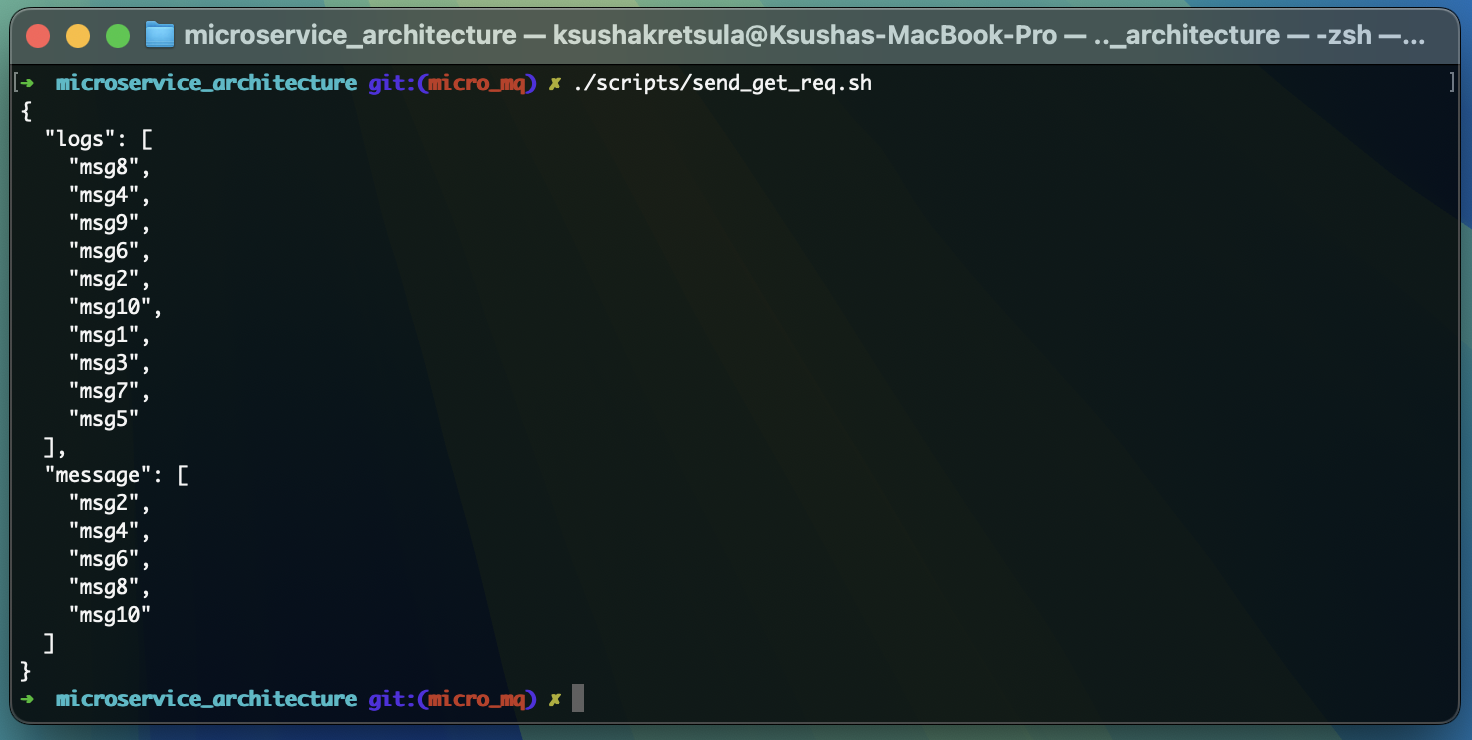 microservice_architecture — ksushakretsula@Ksushas-MacBook-Pro — .._architecture — -zsh —...
[➜  microservice_architecture git:(micro_mq) ✗ ./scripts/send_get_req.sh ]
{
  "logs": [
    "msg8",
    "msg4",
    "msg9",
    "msg6",
    "msg2",
    "msg10",
    "msg1",
    "msg3",
    "msg7",
    "msg5"
  ],
  "message": [
    "msg2",
    "msg4",
    "msg6",
    "msg8",
    "msg10"
  ]
}
➜  microservice_architecture git:(micro_mq) ✗